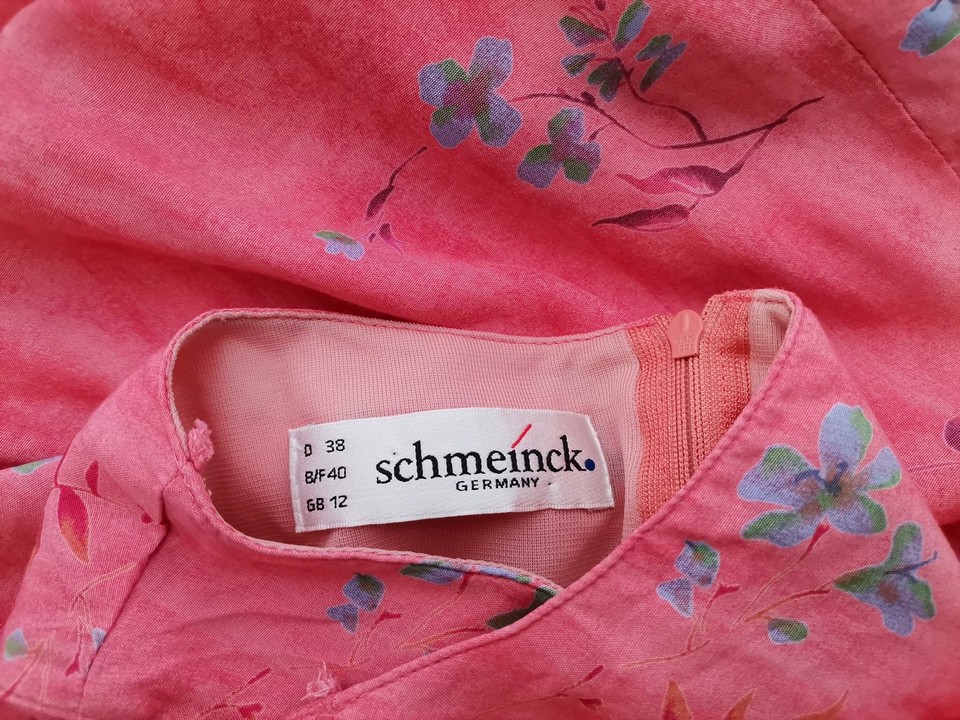 D 38
B/F 40
GB 12
schmeinck.
GERMANY